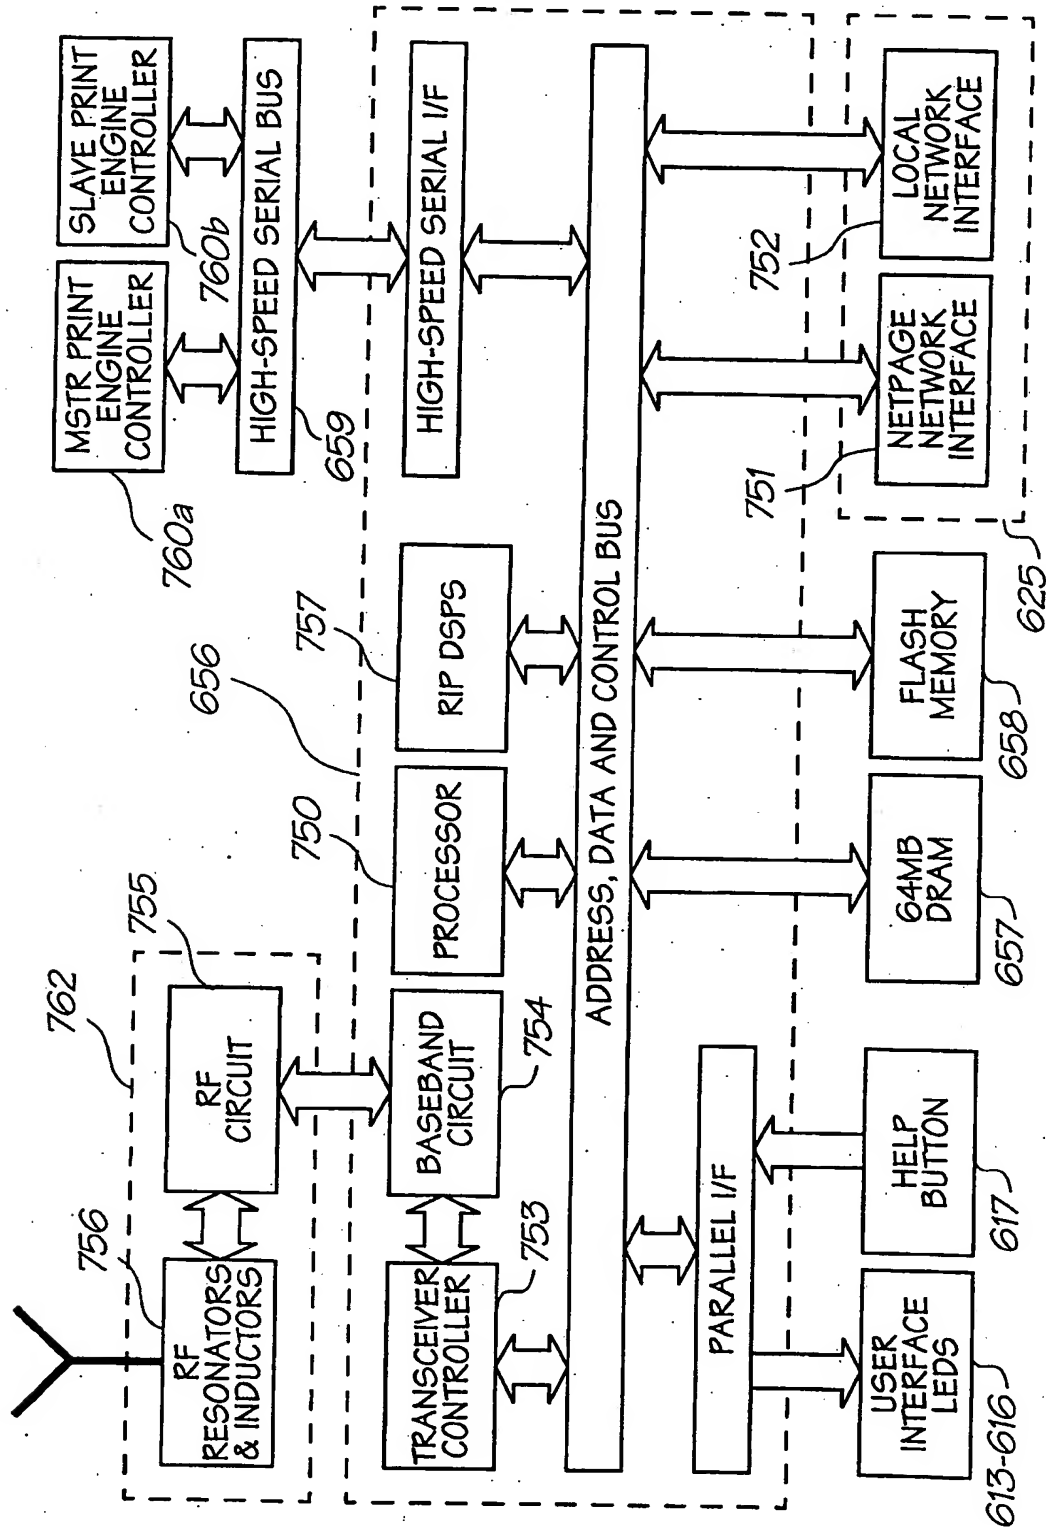 762
756
755
RF
RESONATORS
& INDUCTORS
RF
CIRCUIT
750
656
757
760a
760b
MSTR PRINT
ENGINE
CONTROLLER
SLAVE PRINT
ENGINE
CONTROLLER
HIGH-SPEED SERIAL BUS
659
TRANSCEIVER
CONTROLLER
753
BASEBAND
CIRCUIT
754
PROCESSOR
RIP DSPS
HIGH-SPEED SERIAL I/F
ADDRESS, DATA AND CONTROL BUS
PARALLEL I/F
751
752
USER
INTERFACE
LEDS
613-616
HELP
BUTTON
617
64MB
DRAM
657
FLASH
MEMORY
658
625
NETPAGE
NETWORK
INTERFACE
LOCAL
NETWORK
INTERFACE